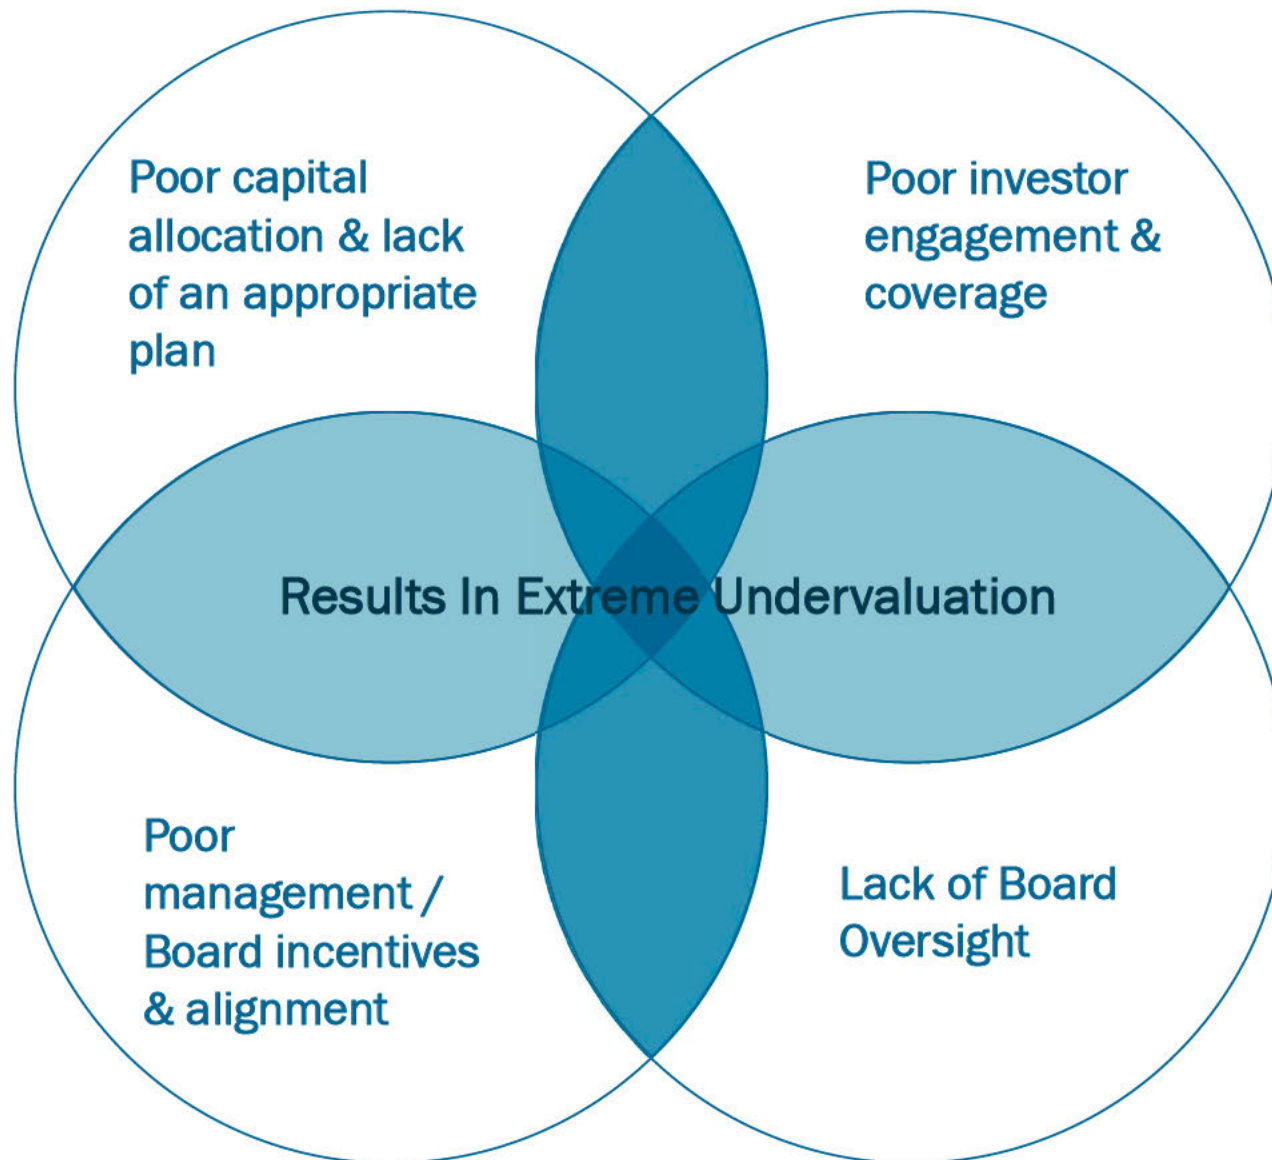 Poor capital
allocation & lack
of an appropriate
plan
Poor investor
engagement &
coverage
Results In Extreme Undervaluation
Poor
management /
Board incentives
& alignment
Lack of Board
Oversight